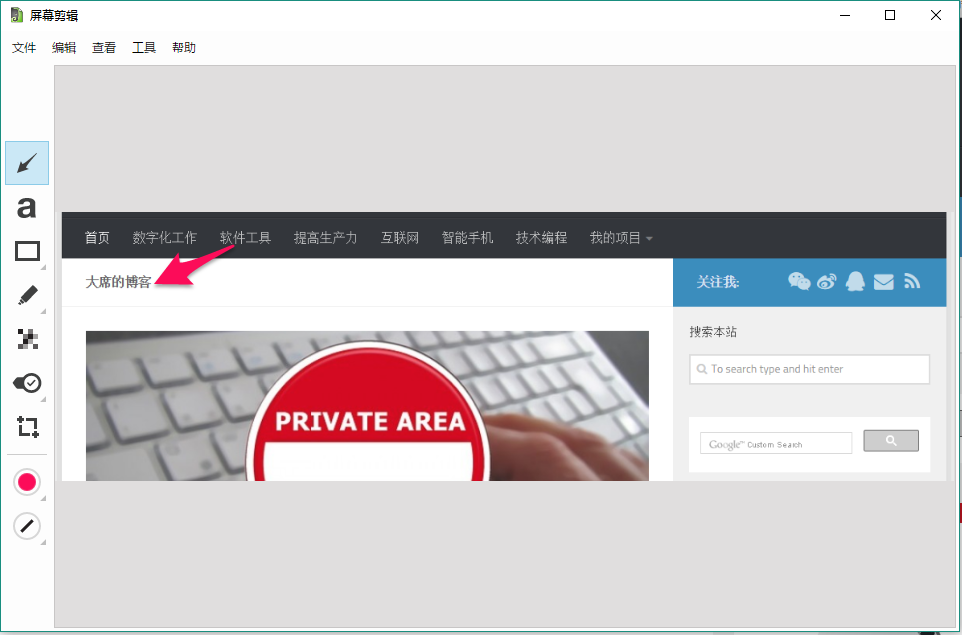 屏幕剪辑
文件 编辑 查看 工具 帮助
a
首页 数字化工作 软件工具 提高生产力 互联网 智能手机 技术编程 我的项目
大席的博客
关注我:
搜索本站
To search type and hit enter
PRIVATE AREA
Google™ Custom Search